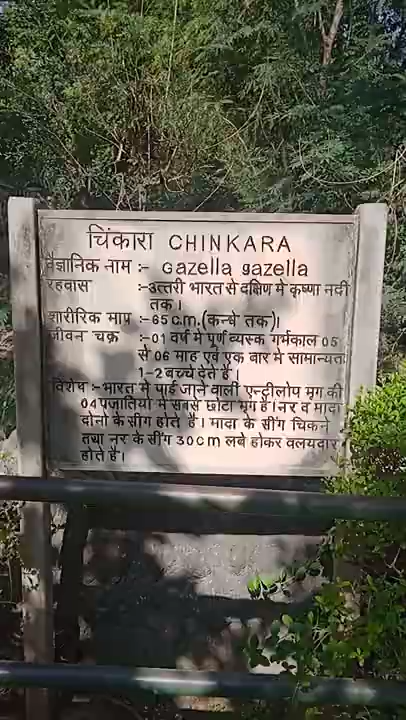 चिंकारा CHINKARA
वैज्ञानिक नाम :- Gazella gazella
रहवास :-उत्तरी भारत से दक्षिण मे कृष्णा नदी
तक।
शारीरिक माप :-65 c.m.(कन्धे तक)।
जीवन चक्र :-01 वर्ष मे पूर्ण व्यस्क गर्भकाल 05
से 06 माह एवं एक बार मे सामान्यतः
1-2 बच्चे देते है।
विशेष :-भारत मे पाई जाने वाली एन्टीलोप मृग की
04 प्रजातियो मे सबसे छोटा मृग है। नर व मादा
दोनो के सींग होते है। मादा के सींग चिकने
तथा नर के सींग 30cm लंबे होकर वलयदार
होते है।